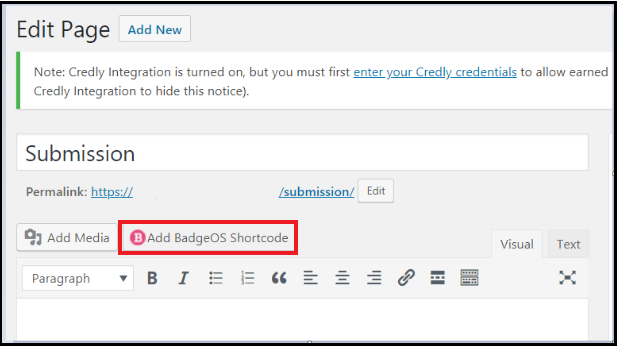 Edit Page Add New
Note: Credly Integration is turned on, but you must first enter your Credly credentials to allow earned
Credly Integration to hide this notice).
Submission
Permalink: https:// /submission/ Edit
Add Media B Add BadgeOS Shortcode
Visual Text
Paragraph B I